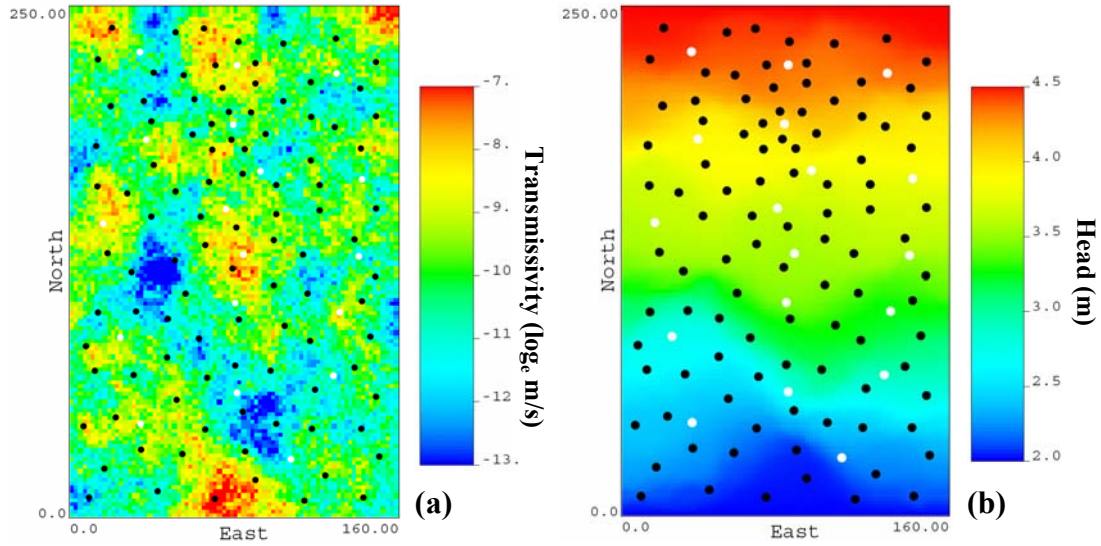 250.00
North
0.0
0.0
East
160.00
-7.
-8.
-9.
-10.
-11.
-12.
-13.
Transmissivity (logₑ m/s)
(a)
250.00
North
0.0
0.0
East
160.00
4.5
4.0
3.5
3.0
2.5
2.0
Head (m)
(b)